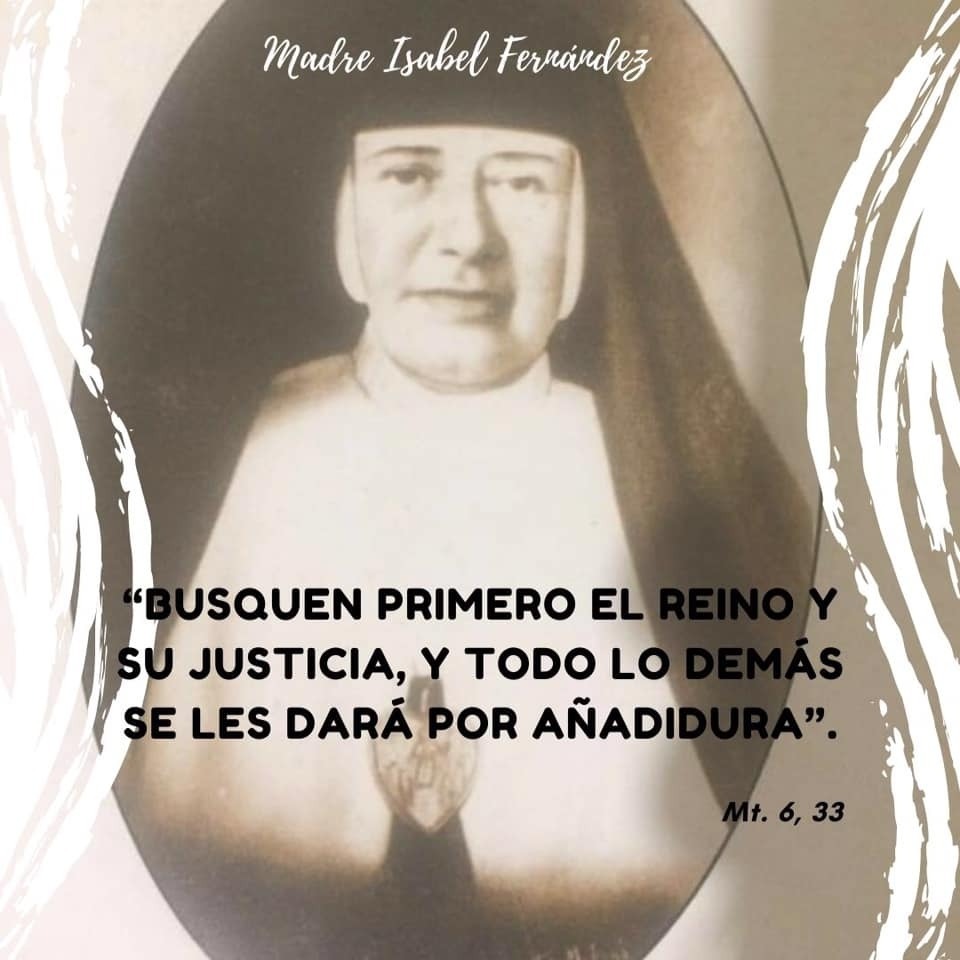 Madre Isabel Fernández
“BUSQUEN PRIMERO EL REINO Y
SU JUSTICIA, Y TODO LO DEMÁS
SE LES DARÁ POR AÑADIDURA”.
Mt. 6, 33